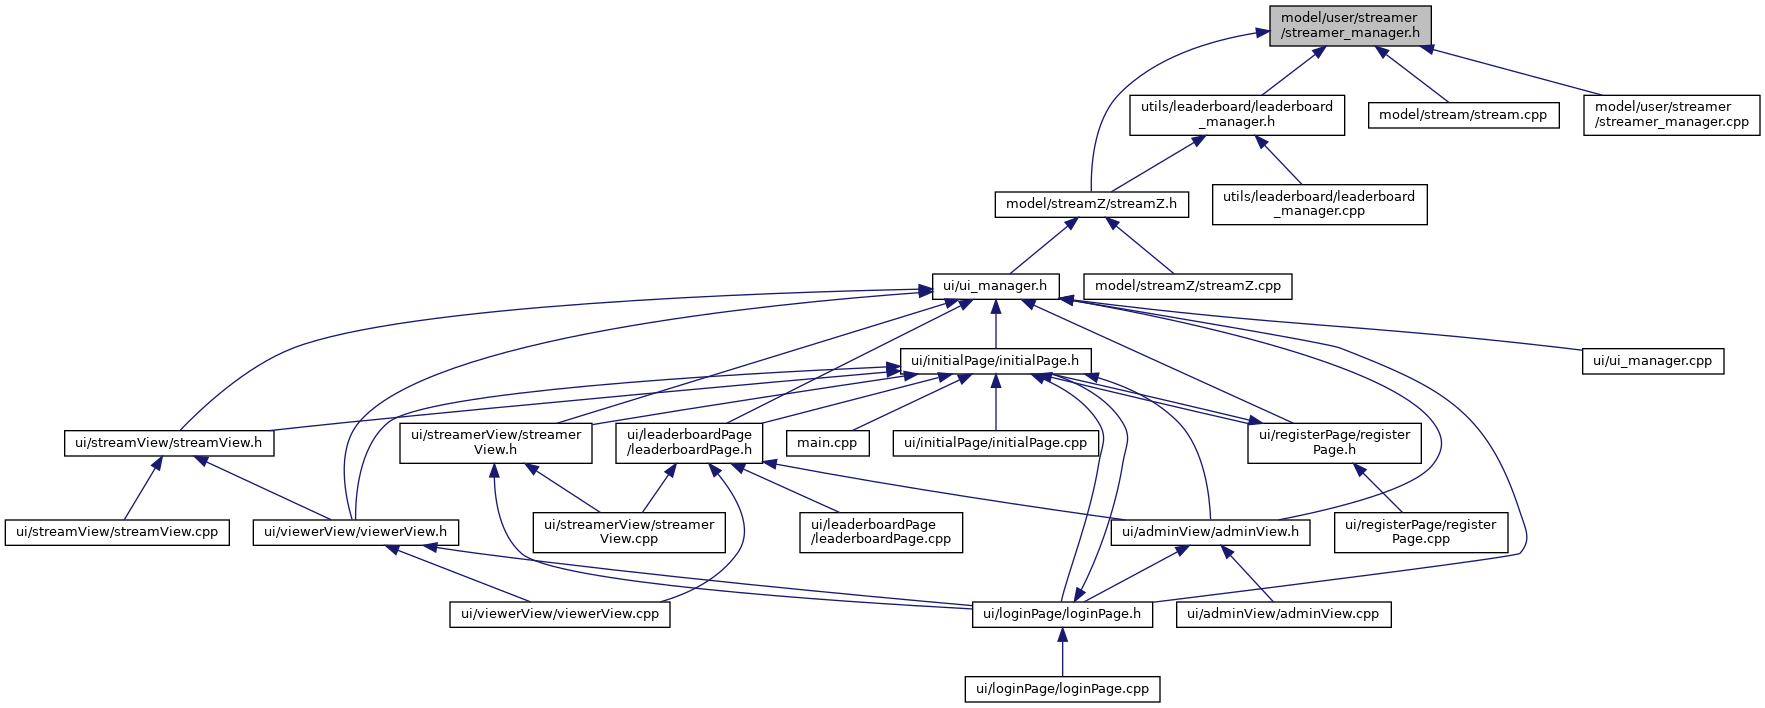 model/user/streamer
/streamer_manager.h
utils/leaderboard/leaderboard
_manager.h
model/stream/stream.cpp
model/user/streamer
/streamer_manager.cpp
model/streamZ/streamZ.h
utils/leaderboard/leaderboard
_manager.cpp
ui/ui_manager.h
model/streamZ/streamZ.cpp
ui/initialPage/initialPage.h
ui/ui_manager.cpp
ui/streamView/streamView.h
ui/streamerView/streamer
View.h
ui/leaderboardPage
/leaderboardPage.h
main.cpp
ui/initialPage/initialPage.cpp
ui/registerPage/register
Page.h
ui/streamView/streamView.cpp
ui/viewerView/viewerView.h
ui/streamerView/streamer
View.cpp
ui/leaderboardPage
/leaderboardPage.cpp
ui/adminView/adminView.h
ui/registerPage/register
Page.cpp
ui/viewerView/viewerView.cpp
ui/loginPage/loginPage.h
ui/adminView/adminView.cpp
ui/loginPage/loginPage.cpp